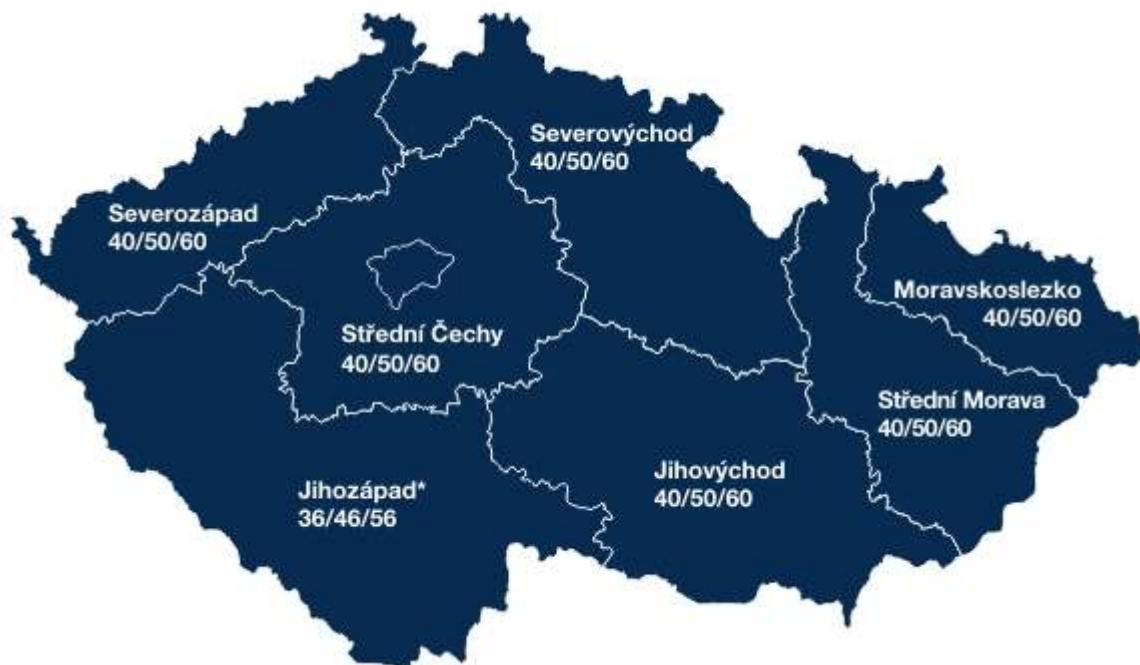 Severovýchod
40/50/60
Severozápad
40/50/60
Moravskoslezko
40/50/60
Střední Čechy
40/50/60
Střední Morava
40/50/60
Jihovýchod
40/50/60
Jihozápad*
36/46/56